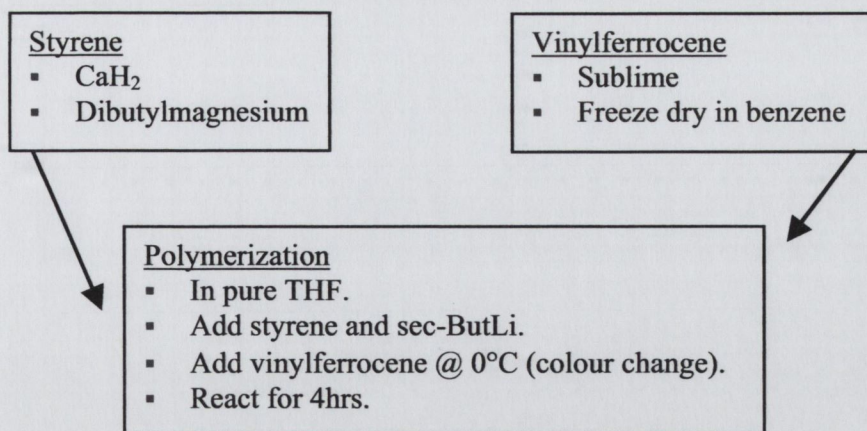 Styrene
▪ CaH₂
▪ Dibutylmagnesium
Vinylferrrocene
▪ Sublime
▪ Freeze dry in benzene
Polymerization
▪ In pure THF.
▪ Add styrene and sec-ButLi.
▪ Add vinylferrocene @ 0°C (colour change).
▪ React for 4hrs.